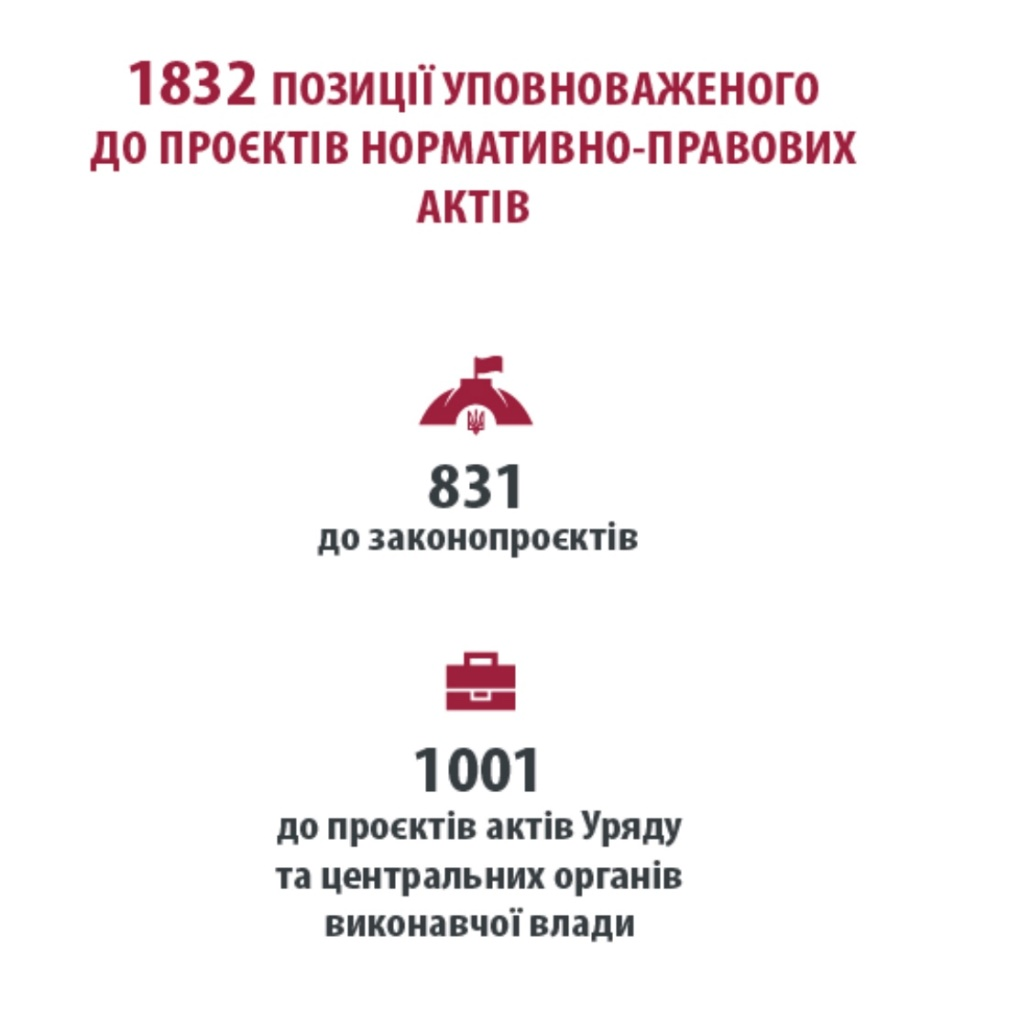 1832 ПОЗИЦІЇ УПОВНОВАЖЕНОГО
ДО ПРОЄКТІВ НОРМАТИВНО-ПРАВОВИХ
АКТІВ
831
до законопроєктів
1001
до проєктів актів Уряду
та центральних органів
виконавчої влади